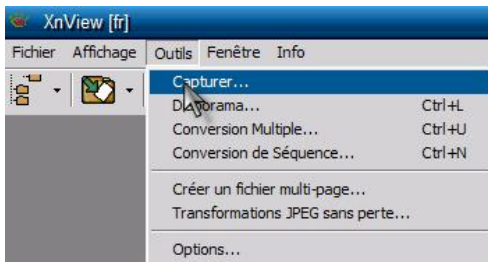 XnView [fr]
Fichier Affichage Outils Fenêtre Info
Capturer...
Diaporama... Ctrl+L
Conversion Multiple... Ctrl+U
Conversion de Séquence... Ctrl+N
Créer un fichier multi-page...
Transformations JPEG sans perte...
Options...